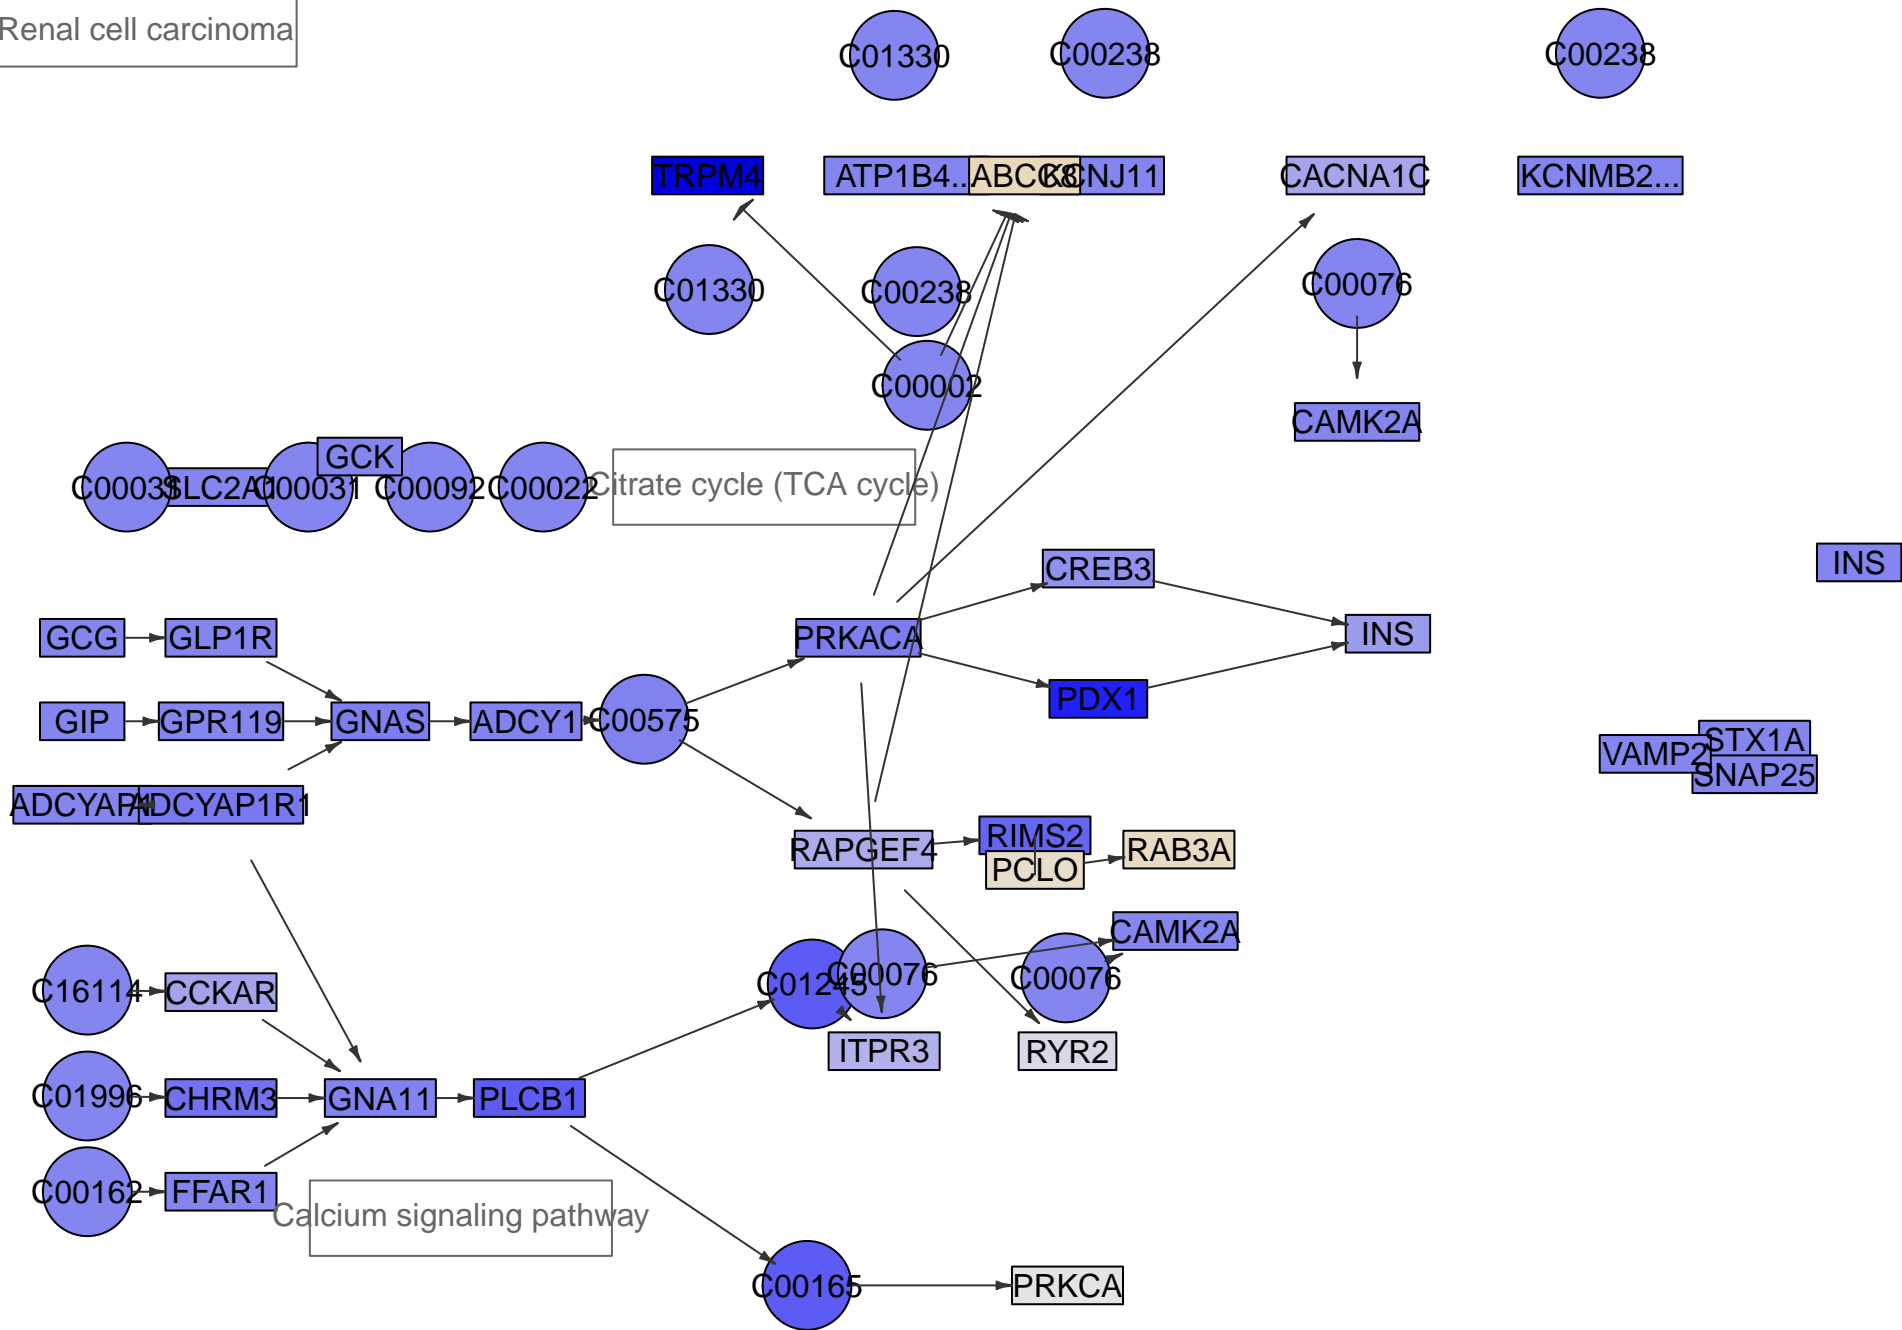 Renal cell carcinoma
C01330
C00238
C00238
TRPM4
ATP1B4...
ABCC8
KCNJ11
CACNA1C
KCNMB2...
C01330
C00238
C00076
C00002
CAMK2A
C00031
SLC2A1
C00031
GCK
C00092
C00022
Citrate cycle (TCA cycle)
CREB3
INS
GCG
GLP1R
PRKACA
INS
GIP
GPR119
GNAS
ADCY1
C00575
PDX1
VAMP2
STX1A
SNAP25
ADCYAP1
ADCYAP1R1
RAPGEF4
RIMS2
PCLO
RAB3A
CAMK2A
C16114
CCKAR
C01245
C00076
C00076
ITPR3
RYR2
C01996
CHRM3
GNA11
PLCB1
C00162
FFAR1
Calcium signaling pathway
C00165
PRKCA